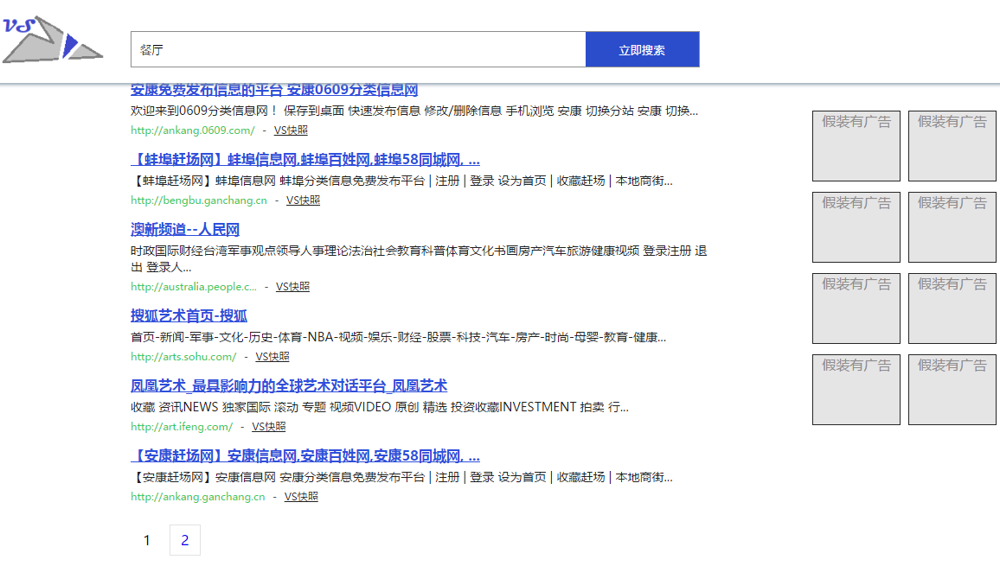 VS
餐厅
立即搜索
安康免费发布信息的平台 安康0609分类信息网
欢迎来到0609分类信息网！ 保存到桌面 快速发布信息 修改/删除信息 手机浏览 安康 切换分站 安康 切换...
http://ankang.0609.com/ - VS快照
【蚌埠赶场网】蚌埠信息网,蚌埠百姓网,蚌埠58同城网, ...
【蚌埠赶场网】蚌埠信息网 蚌埠分类信息免费发布平台 | 注册 | 登录 设为首页 | 收藏赶场 | 本地商街...
http://bengbu.ganchang.cn - VS快照
澳新频道--人民网
时政国际财经台湾军事观点领导人事理论法治社会教育科普体育文化书画房产汽车旅游健康视频 登录注册 退
出 登录人...
http://australia.people.c... - VS快照
搜狐艺术首页-搜狐
首页-新闻-军事-文化-历史-体育-NBA-视频-娱乐-财经-股票-科技-汽车-房产-时尚-母婴-教育-健康...
http://arts.sohu.com/ - VS快照
凤凰艺术_最具影响力的全球艺术对话平台_凤凰艺术
收藏 资讯NEWS 独家国际 滚动 专题 视频VIDEO 原创 精选 投资收藏INVESTMENT 拍卖 行...
http://art.ifeng.com/ - VS快照
【安康赶场网】安康信息网,安康百姓网,安康58同城网, ...
【安康赶场网】安康信息网 安康分类信息免费发布平台 | 注册 | 登录 设为首页 | 收藏赶场 | 本地商街...
http://ankang.ganchang.cn - VS快照
1 2
假装有广告 假装有广告
假装有广告 假装有广告
假装有广告 假装有广告
假装有广告 假装有广告